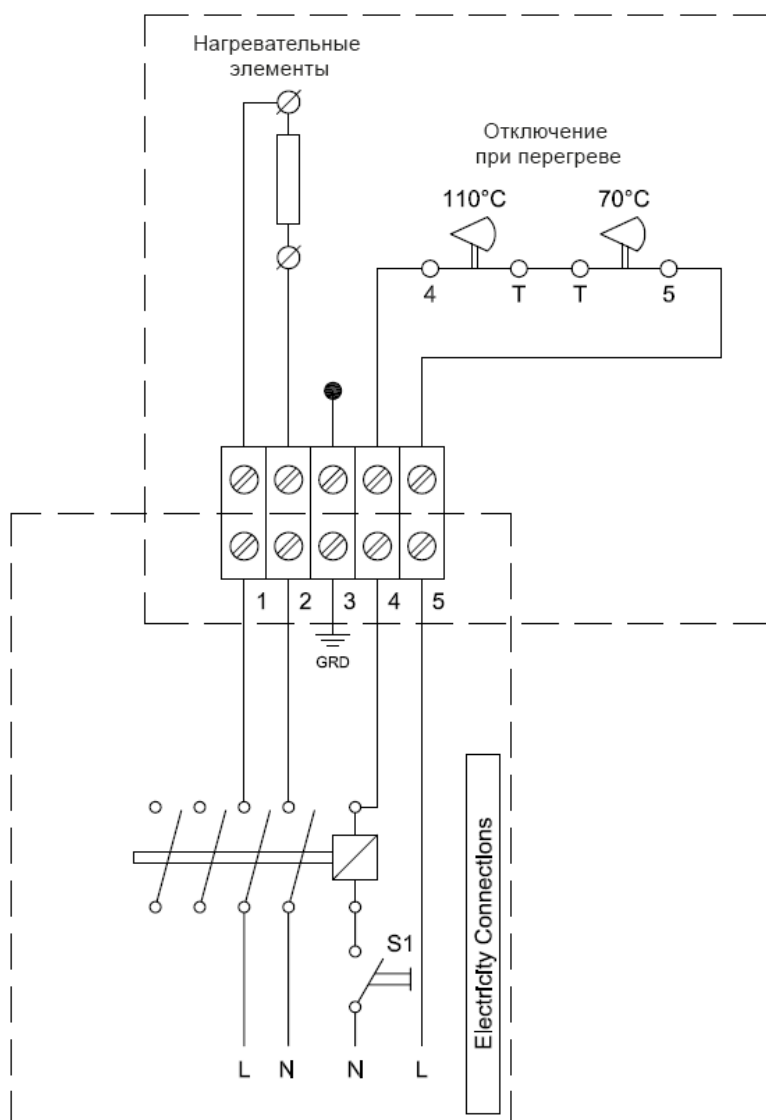 Нагревательные
элементы
Отключение
при перегреве
110°C
70°C
4
T
T
5
1
2
3
4
5
GRD
S1
Electricity Connections
L
N
N
L